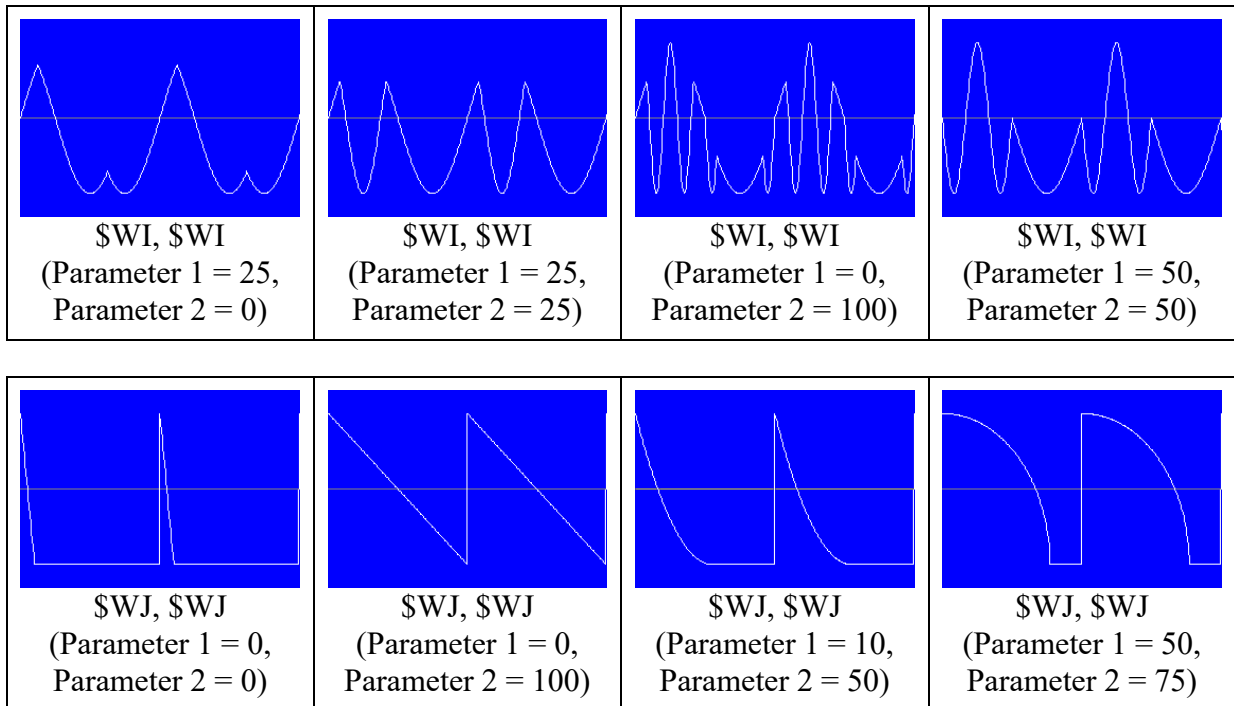 $WI, $WI
(Parameter 1 = 25,
Parameter 2 = 0)
$WI, $WI
(Parameter 1 = 25,
Parameter 2 = 25)
$WI, $WI
(Parameter 1 = 0,
Parameter 2 = 100)
$WI, $WI
(Parameter 1 = 50,
Parameter 2 = 50)
$WJ, $WJ
(Parameter 1 = 0,
Parameter 2 = 0)
$WJ, $WJ
(Parameter 1 = 0,
Parameter 2 = 100)
$WJ, $WJ
(Parameter 1 = 10,
Parameter 2 = 50)
$WJ, $WJ
(Parameter 1 = 50,
Parameter 2 = 75)